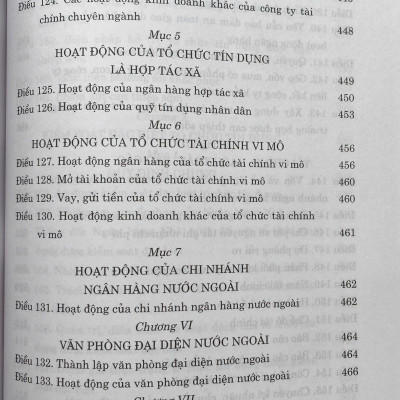 Điều 124. Các hoạt động kinh doanh khác của công ty tài
chính chuyên ngành 448
Mục 5
HOẠT ĐỘNG CỦA TỔ CHỨC TÍN DỤNG
LÀ HỢP TÁC XÃ 449
Điều 125. Hoạt động của ngân hàng hợp tác xã 450
Điều 126. Hoạt động của quỹ tín dụng nhân dân 453
Mục 6
HOẠT ĐỘNG CỦA TỔ CHỨC TÀI CHÍNH VI MÔ 456
Điều 127. Hoạt động ngân hàng của tổ chức tài chính vi mô 456
Điều 128. Mở tài khoản của tổ chức tài chính vi mô 460
Điều 129. Vay, gửi tiền của tổ chức tài chính vi mô 460
Điều 130. Hoạt động kinh doanh khác của tổ chức tài chính
vi mô 461
Mục 7
HOẠT ĐỘNG CỦA CHI NHÁNH
NGÂN HÀNG NƯỚC NGOÀI 462
Điều 131. Hoạt động của chi nhánh ngân hàng nước ngoài 462
Chương VI
VĂN PHÒNG ĐẠI DIỆN NƯỚC NGOÀI 464
Điều 132. Thành lập văn phòng đại diện nước ngoài 464
Điều 133. Hoạt động của văn phòng đại diện nước ngoài 466
Chương VII